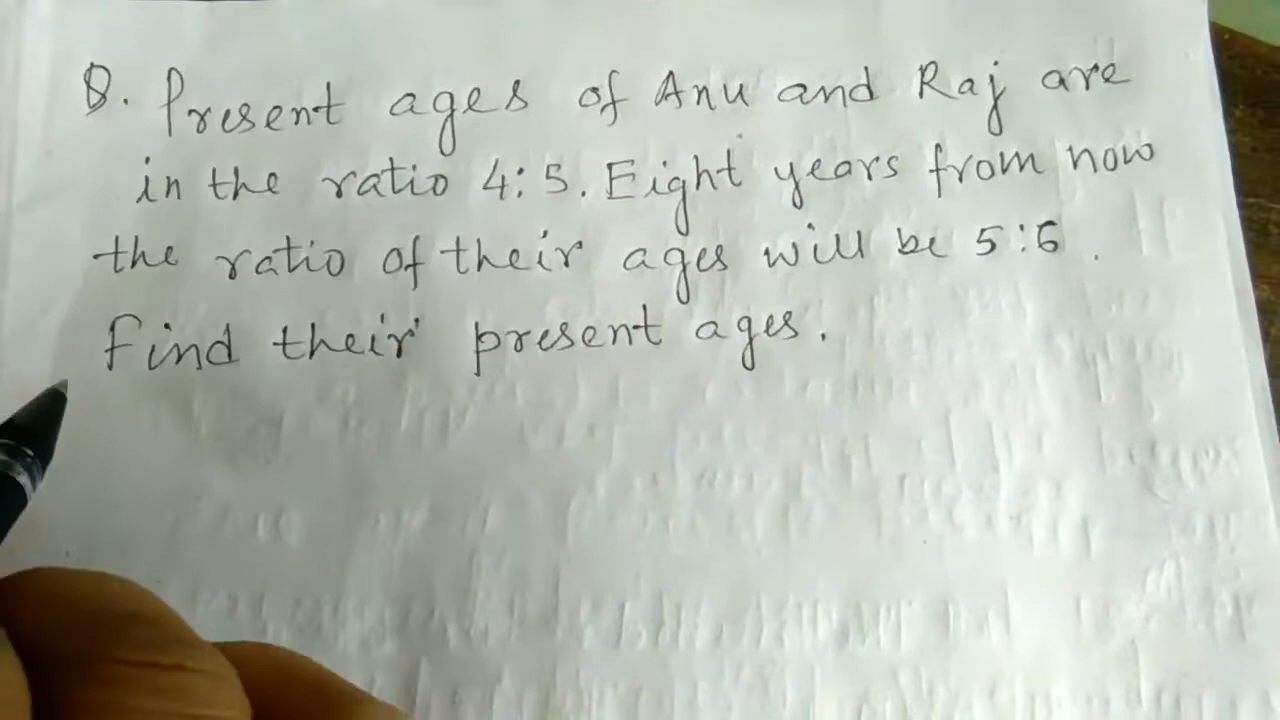 Q. Present ages of Anu and Raj are
in the ratio 4:5. Eight years from now
the ratio of their ages will be 5:6.
Find their present ages.